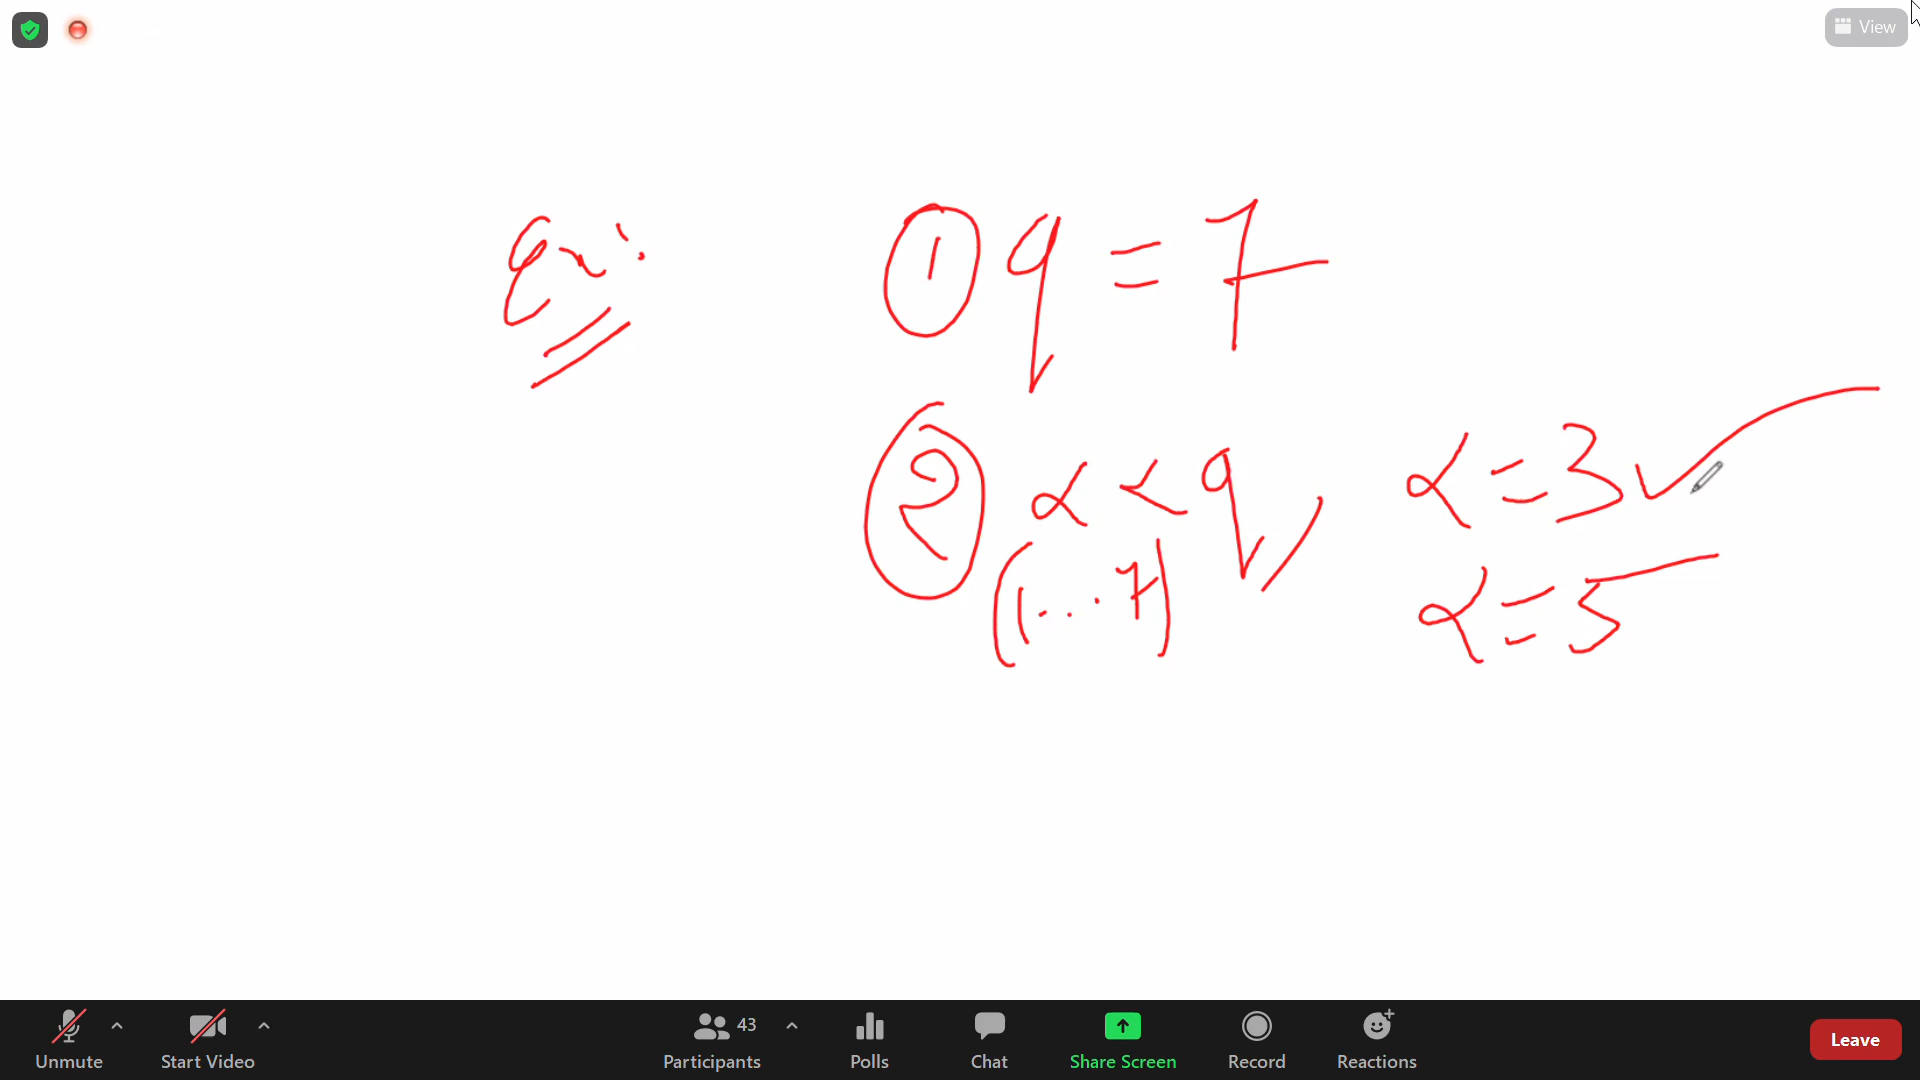 View
Ex:
① q = 7
② α < q, α = 3 ✓
(1...7) α = 5
43
Unmute Start Video Participants Polls Chat Share Screen Record Reactions Leave